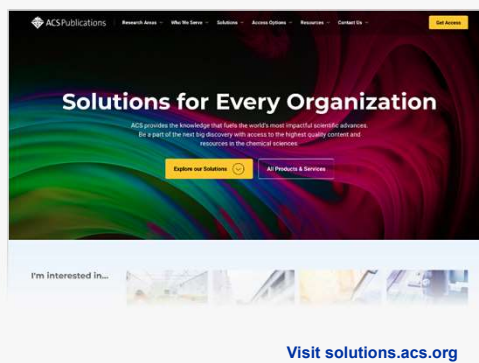 ACS Publications Research Areas Who We Serve Solutions Access Options Resources Contact Us Get Access
Solutions for Every Organization
ACS provides the knowledge that fuels the world's most impactful scientific advances.
Be a part of the next big discovery with access to the highest quality content and
resources in the chemical sciences
Explore our Solutions All Products & Services
I'm interested in...
Visit solutions.acs.org